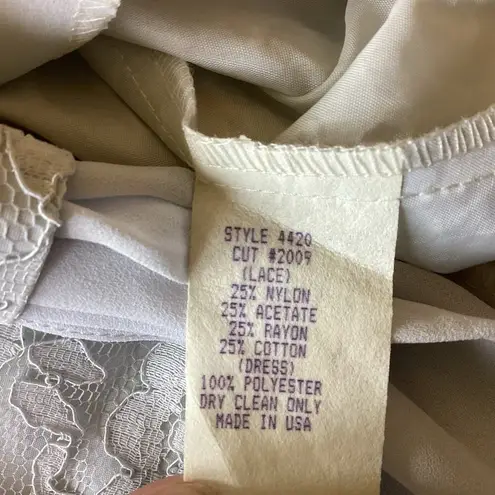 STYLE 4420
CUT #2009
(LACE)
25% NYLON
25% ACETATE
25% RAYON
25% COTTON
(DRESS)
100% POLYESTER
DRY CLEAN ONLY
MADE IN USA